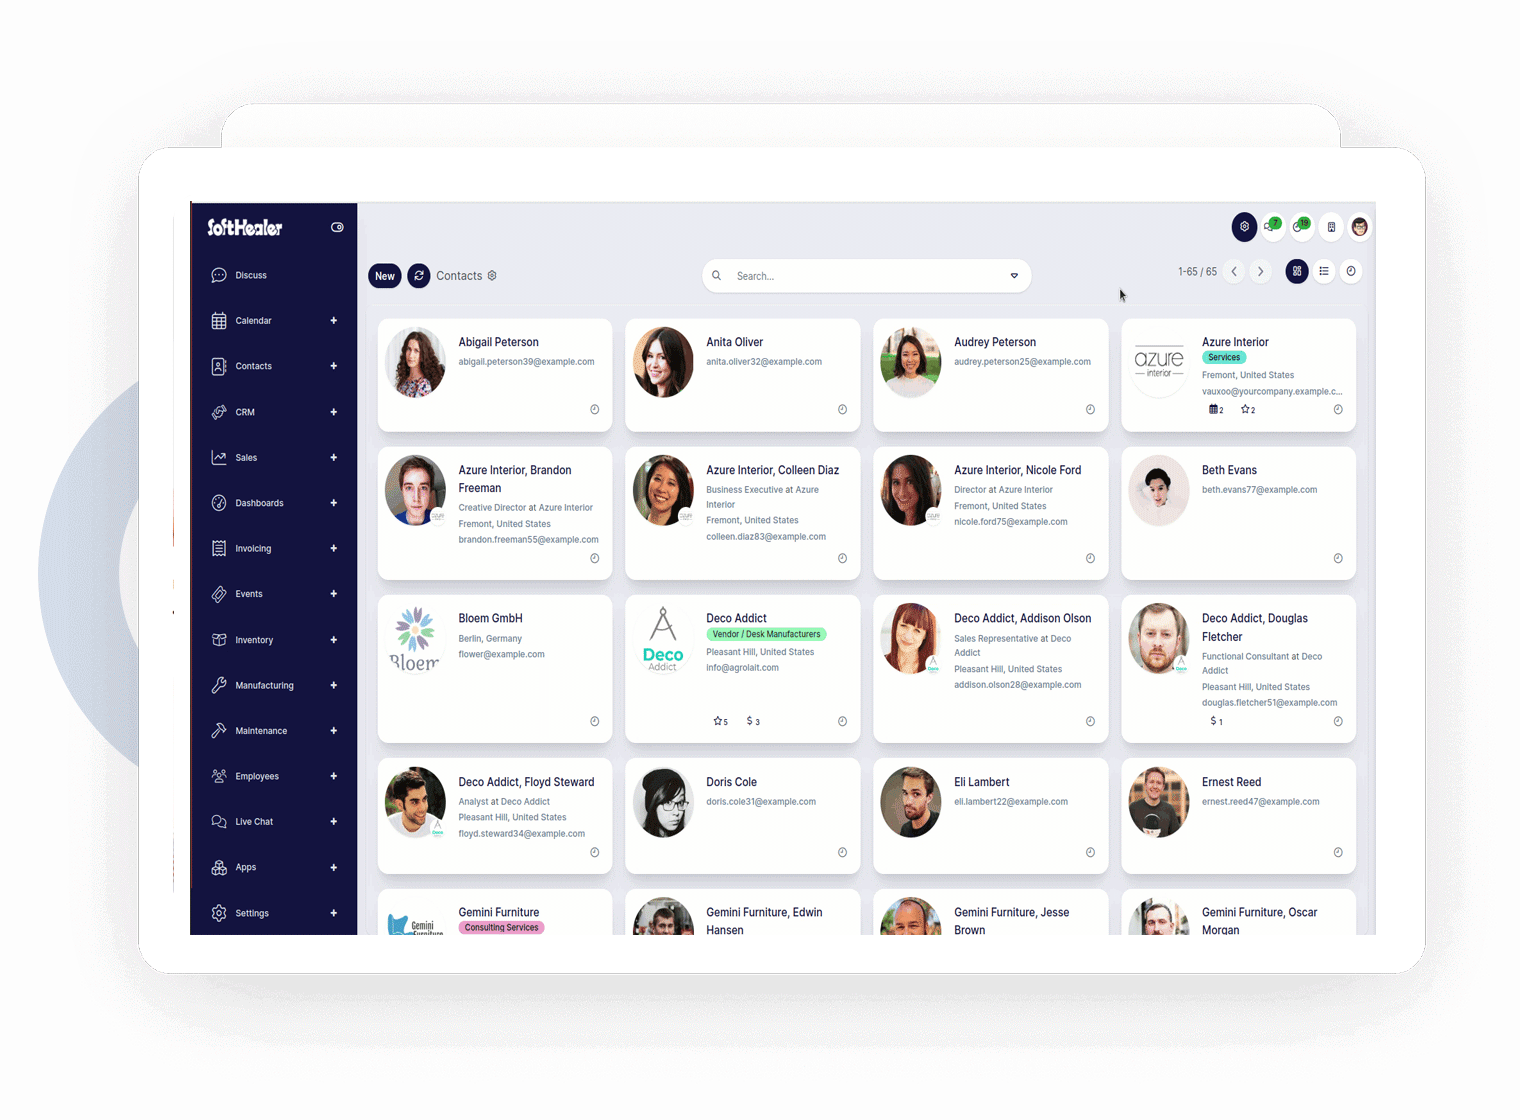 SoftHealer
7
19
New
Contacts
Search...
1-65 / 65
Discuss
Calendar +
Contacts +
CRM +
Sales +
Dashboards +
Invoicing +
Events +
Inventory +
Manufacturing +
Maintenance +
Employees +
Live Chat +
Apps +
Settings +
Abigail Peterson
abigail.peterson39@example.com
Anita Oliver
anita.oliver32@example.com
Audrey Peterson
audrey.peterson25@example.com
azure
interior
Azure Interior
Services
Fremont, United States
vauxoo@yourcompany.example.c...
2 2
Azure Interior, Brandon
Freeman
Creative Director at Azure Interior
Fremont, United States
brandon.freeman55@example.com
Azure Interior, Colleen Diaz
Business Executive at Azure
Interior
Fremont, United States
colleen.diaz83@example.com
Azure Interior, Nicole Ford
Director at Azure Interior
Fremont, United States
nicole.ford75@example.com
Beth Evans
beth.evans77@example.com
Bloem
Bloem GmbH
Berlin, Germany
flower@example.com
Deco
Addict
Deco Addict
Vendor / Desk Manufacturers
Pleasant Hill, United States
info@agrolait.com
5 $ 3
Deco Addict, Addison Olson
Sales Representative at Deco
Addict
Pleasant Hill, United States
addison.olson28@example.com
Deco Addict, Douglas
Fletcher
Functional Consultant at Deco
Addict
Pleasant Hill, United States
douglas.fletcher51@example.com
$ 1
Deco Addict, Floyd Steward
Analyst at Deco Addict
Pleasant Hill, United States
floyd.steward34@example.com
Doris Cole
doris.cole31@example.com
Eli Lambert
eli.lambert22@example.com
Ernest Reed
ernest.reed47@example.com
Gemini
Furniture
Gemini Furniture
Consulting Services
Gemini Furniture, Edwin
Hansen
Gemini Furniture, Jesse
Brown
Gemini Furniture, Oscar
Morgan